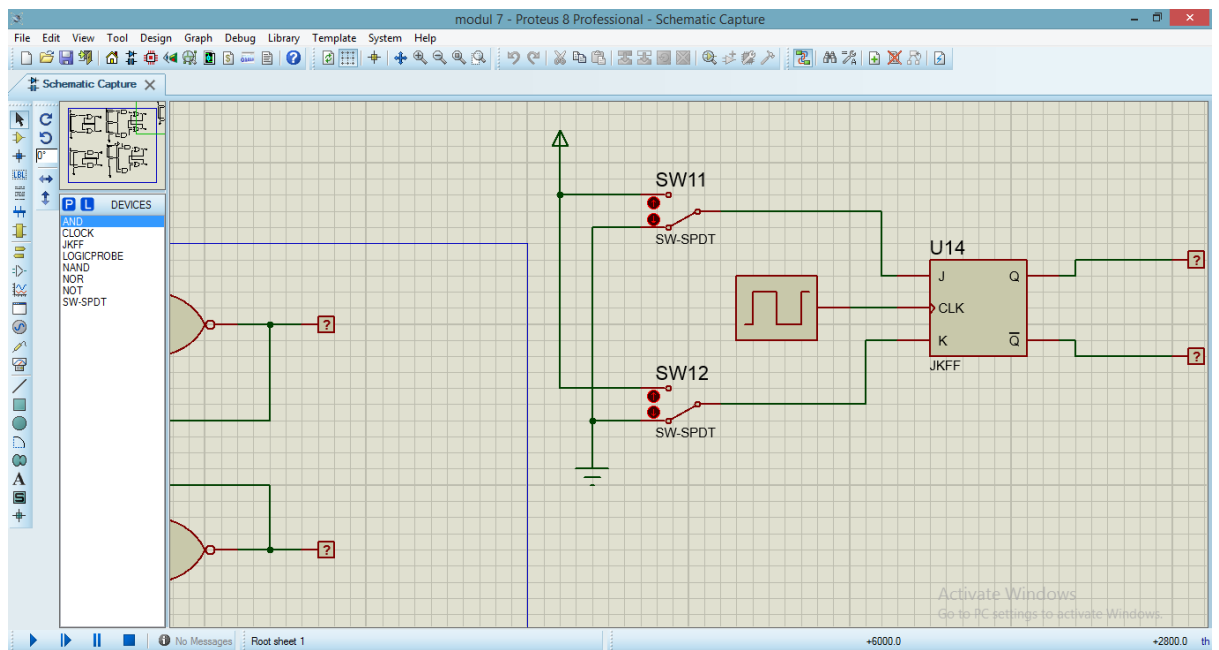 modul 7 - Proteus 8 Professional - Schematic Capture
File Edit View Tool Design Graph Debug Library Template System Help
Schematic Capture
0°
LBL
P L DEVICES
AND
CLOCK
JKFF
LOGICPROBE
NAND
NOR
NOT
SW-SPDT
A
S
SW11
SW-SPDT
SW12
SW-SPDT
U14
J Q
CLK
K Q
JKFF
?
?
?
?
Activate Windows
Go to PC settings to activate Windows.
No Messages Root sheet 1 +6000.0 +2800.0 th